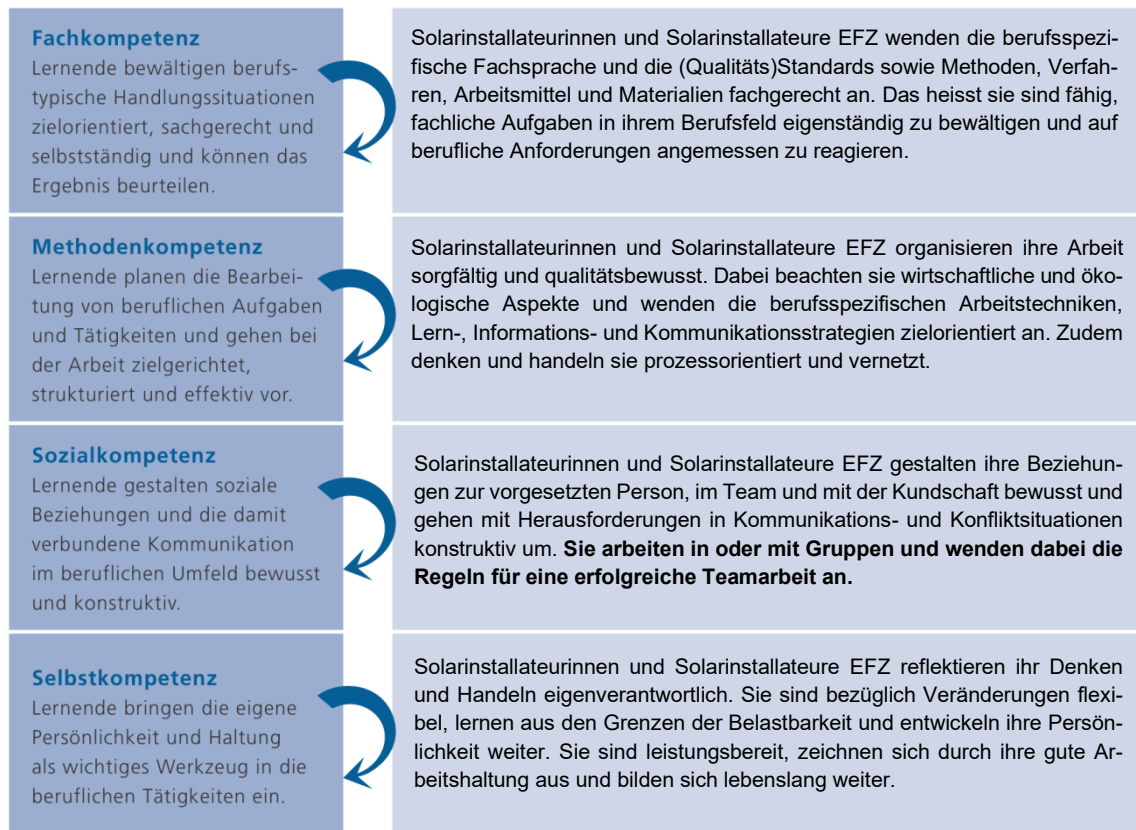 Fachkompetenz
Lernende bewältigen berufs-
typische Handlungssituationen
zielorientiert, sachgerecht und
selbstständig und können das
Ergebnis beurteilen.
Solarinstallateurinnen und Solarinstallateure EFZ wenden die berufsspezi-
fische Fachsprache und die (Qualitäts)Standards sowie Methoden, Verfah-
ren, Arbeitsmittel und Materialien fachgerecht an. Das heisst sie sind fähig,
fachliche Aufgaben in ihrem Berufsfeld eigenständig zu bewältigen und auf
berufliche Anforderungen angemessen zu reagieren.
Methodenkompetenz
Lernende planen die Bearbei-
tung von beruflichen Aufgaben
und Tätigkeiten und gehen bei
der Arbeit zielgerichtet,
strukturiert und effektiv vor.
Solarinstallateurinnen und Solarinstallateure EFZ organisieren ihre Arbeit
sorgfältig und qualitätsbewusst. Dabei beachten sie wirtschaftliche und öko-
logische Aspekte und wenden die berufsspezifischen Arbeitstechniken,
Lern-, Informations- und Kommunikationsstrategien zielorientiert an. Zudem
denken und handeln sie prozessorientiert und vernetzt.
Sozialkompetenz
Lernende gestalten soziale
Beziehungen und die damit
verbundene Kommunikation
im beruflichen Umfeld bewusst
und konstruktiv.
Solarinstallateurinnen und Solarinstallateure EFZ gestalten ihre Beziehun-
gen zur vorgesetzten Person, im Team und mit der Kundschaft bewusst und
gehen mit Herausforderungen in Kommunikations- und Konfliktsituationen
konstruktiv um. Sie arbeiten in oder mit Gruppen und wenden dabei die
Regeln für eine erfolgreiche Teamarbeit an.
Selbstkompetenz
Lernende bringen die eigene
Persönlichkeit und Haltung
als wichtiges Werkzeug in die
beruflichen Tätigkeiten ein.
Solarinstallateurinnen und Solarinstallateure EFZ reflektieren ihr Denken
und Handeln eigenverantwortlich. Sie sind bezüglich Veränderungen flexi-
bel, lernen aus den Grenzen der Belastbarkeit und entwickeln ihre Persön-
lichkeit weiter. Sie sind leistungsbereit, zeichnen sich durch ihre gute Ar-
beitshaltung aus und bilden sich lebenslang weiter.